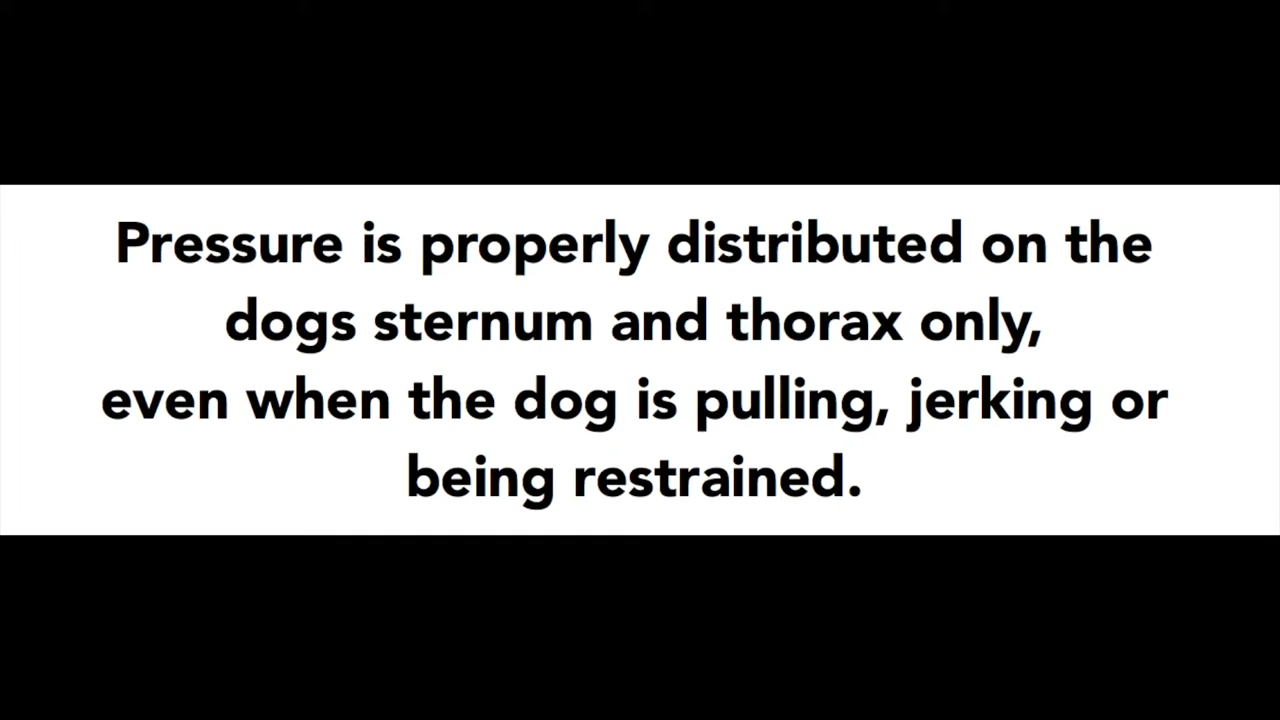 Pressure is properly distributed on the
dogs sternum and thorax only,
even when the dog is pulling, jerking or
being restrained.